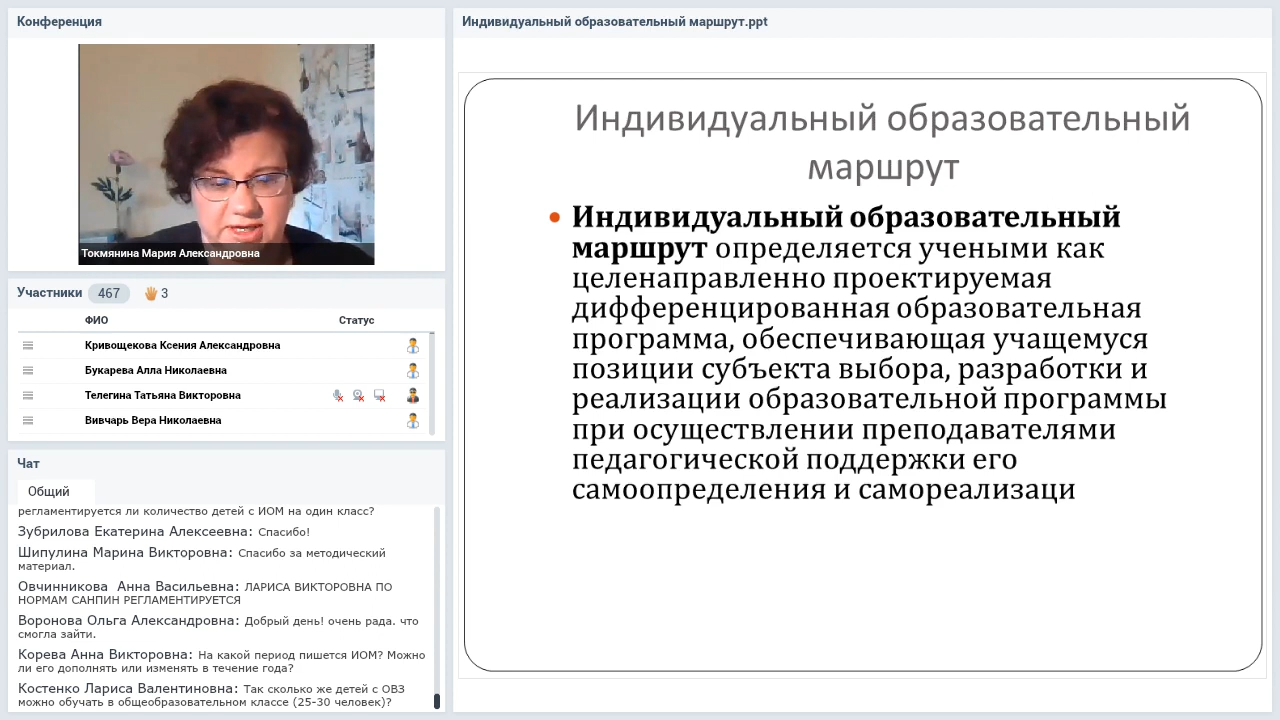 Конференция
Токмянина Мария Александровна
Участники 467 3
ФИО Статус
Кривощекова Ксения Александровна
Букарева Алла Николаевна
Телегина Татьяна Викторовна
Вивчарь Вера Николаевна
Чат
Общий
регламентируется ли количество детей с ИОМ на один класс?
Зубрилова Екатерина Алексеевна: Спасибо!
Шипулина Марина Викторовна: Спасибо за методический
материал.
Овчинникова Анна Васильевна: ЛАРИСА ВИКТОРОВНА ПО
НОРМАМ САНПИН РЕГЛАМЕНТИРУЕТСЯ
Воронова Ольга Александровна: Добрый день! очень рада. что
смогла зайти.
Корева Анна Викторовна: На какой период пишется ИОМ? Можно
ли его дополнять или изменять в течение года?
Костенко Лариса Валентиновна: Так сколько же детей с ОВЗ
можно обучать в общеобразовательном классе (25-30 человек)?
Индивидуальный образовательный маршрут.ppt
Индивидуальный образовательный
маршрут
• Индивидуальный образовательный
маршрут определяется учеными как
целенаправленно проектируемая
дифференцированная образовательная
программа, обеспечивающая учащемуся
позиции субъекта выбора, разработки и
реализации образовательной программы
при осуществлении преподавателями
педагогической поддержки его
самоопределения и самореализаци